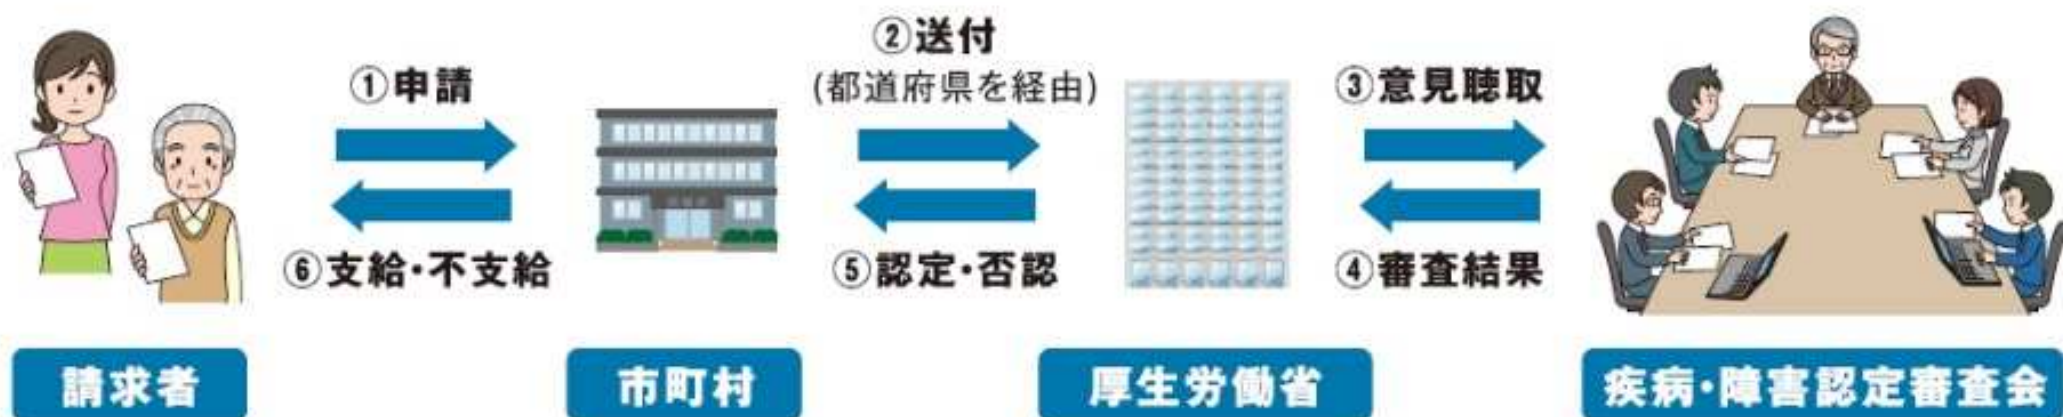 ①申請
②送付
(都道府県を経由)
③意見聴取
④審査結果
⑤認定・否認
⑥支給・不支給
請求者
市町村
厚生労働省
疾病・障害認定審査会